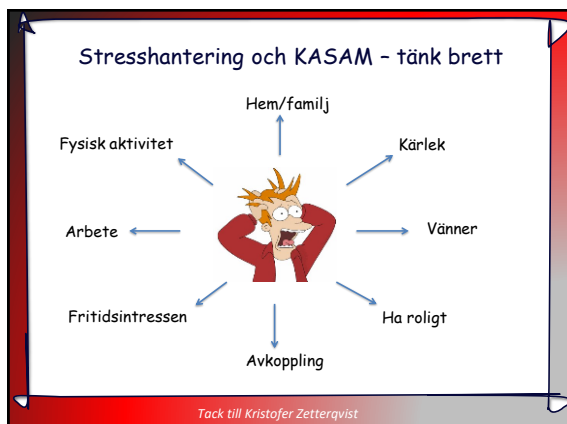 Stresshantering och KASAM – tänk brett
Hem/familj
Fysisk aktivitet
Kärlek
Arbete
Vänner
Fritidsintressen
Ha roligt
Avkoppling
Tack till Kristofer Zetterqvist